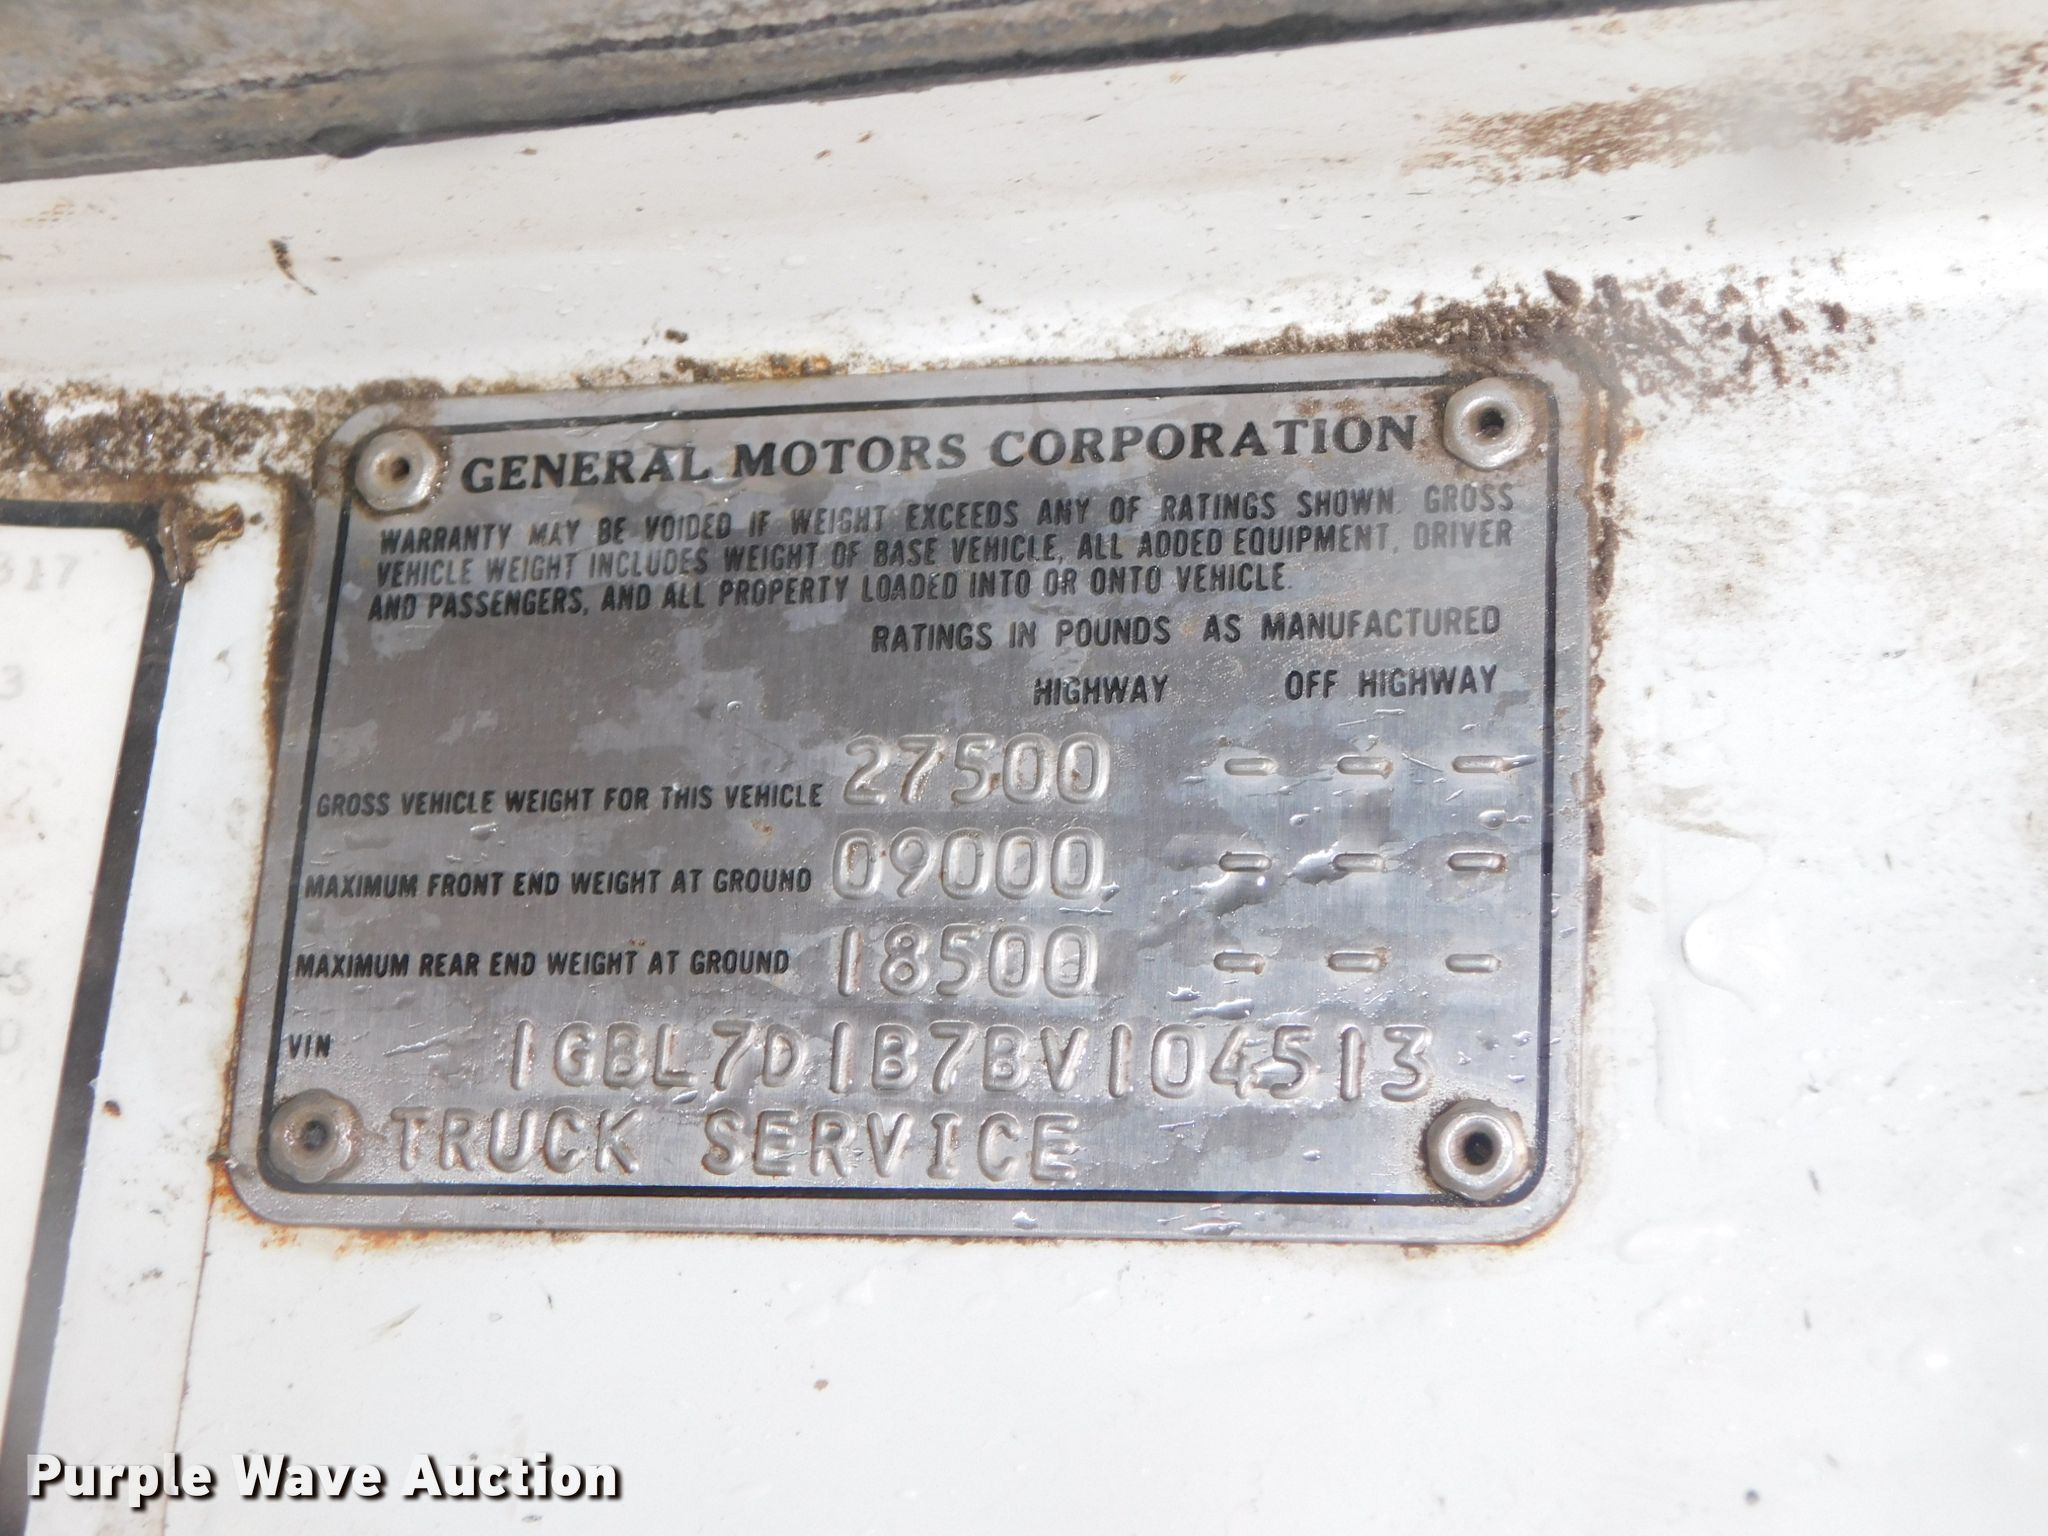 GENERAL MOTORS CORPORATION
WARRANTY MAY BE VOIDED IF WEIGHT EXCEEDS ANY OF RATINGS SHOWN. GROSS
VEHICLE WEIGHT INCLUDES WEIGHT OF BASE VEHICLE, ALL ADDED EQUIPMENT, DRIVER
AND PASSENGERS, AND ALL PROPERTY LOADED INTO OR ONTO VEHICLE.
RATINGS IN POUNDS AS MANUFACTURED
HIGHWAY OFF HIGHWAY
GROSS VEHICLE WEIGHT FOR THIS VEHICLE 27500 - - -
MAXIMUM FRONT END WEIGHT AT GROUND 09000 - - -
MAXIMUM REAR END WEIGHT AT GROUND 18500 - - -
VIN 1GBL7D1B7BV104513
TRUCK SERVICE
Purple Wave Auction